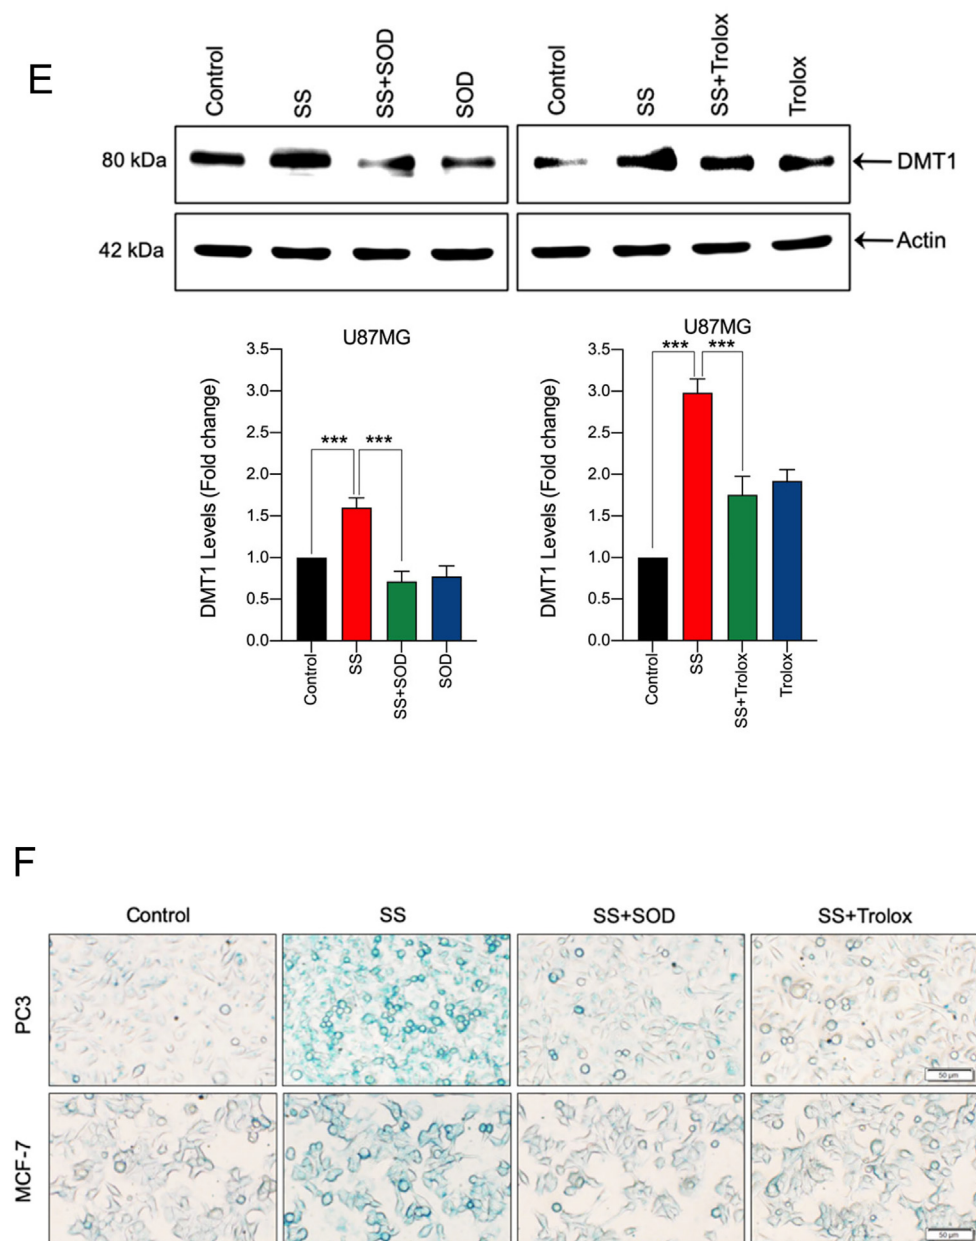 E
Control SS SS+SOD SOD Control SS SS+Trolox Trolox
80 kDa DMT1
42 kDa Actin
U87MG
DMT1 Levels (Fold change)
3.5
3.0
2.5
2.0
1.5
1.0
0.5
0.0
*** ***
Control SS SS+SOD SOD
U87MG
DMT1 Levels (Fold change)
3.5
3.0
2.5
2.0
1.5
1.0
0.5
0.0
*** ***
Control SS SS+Trolox Trolox
F
Control SS SS+SOD SS+Trolox
PC3
50 µm
MCF-7
50 µm